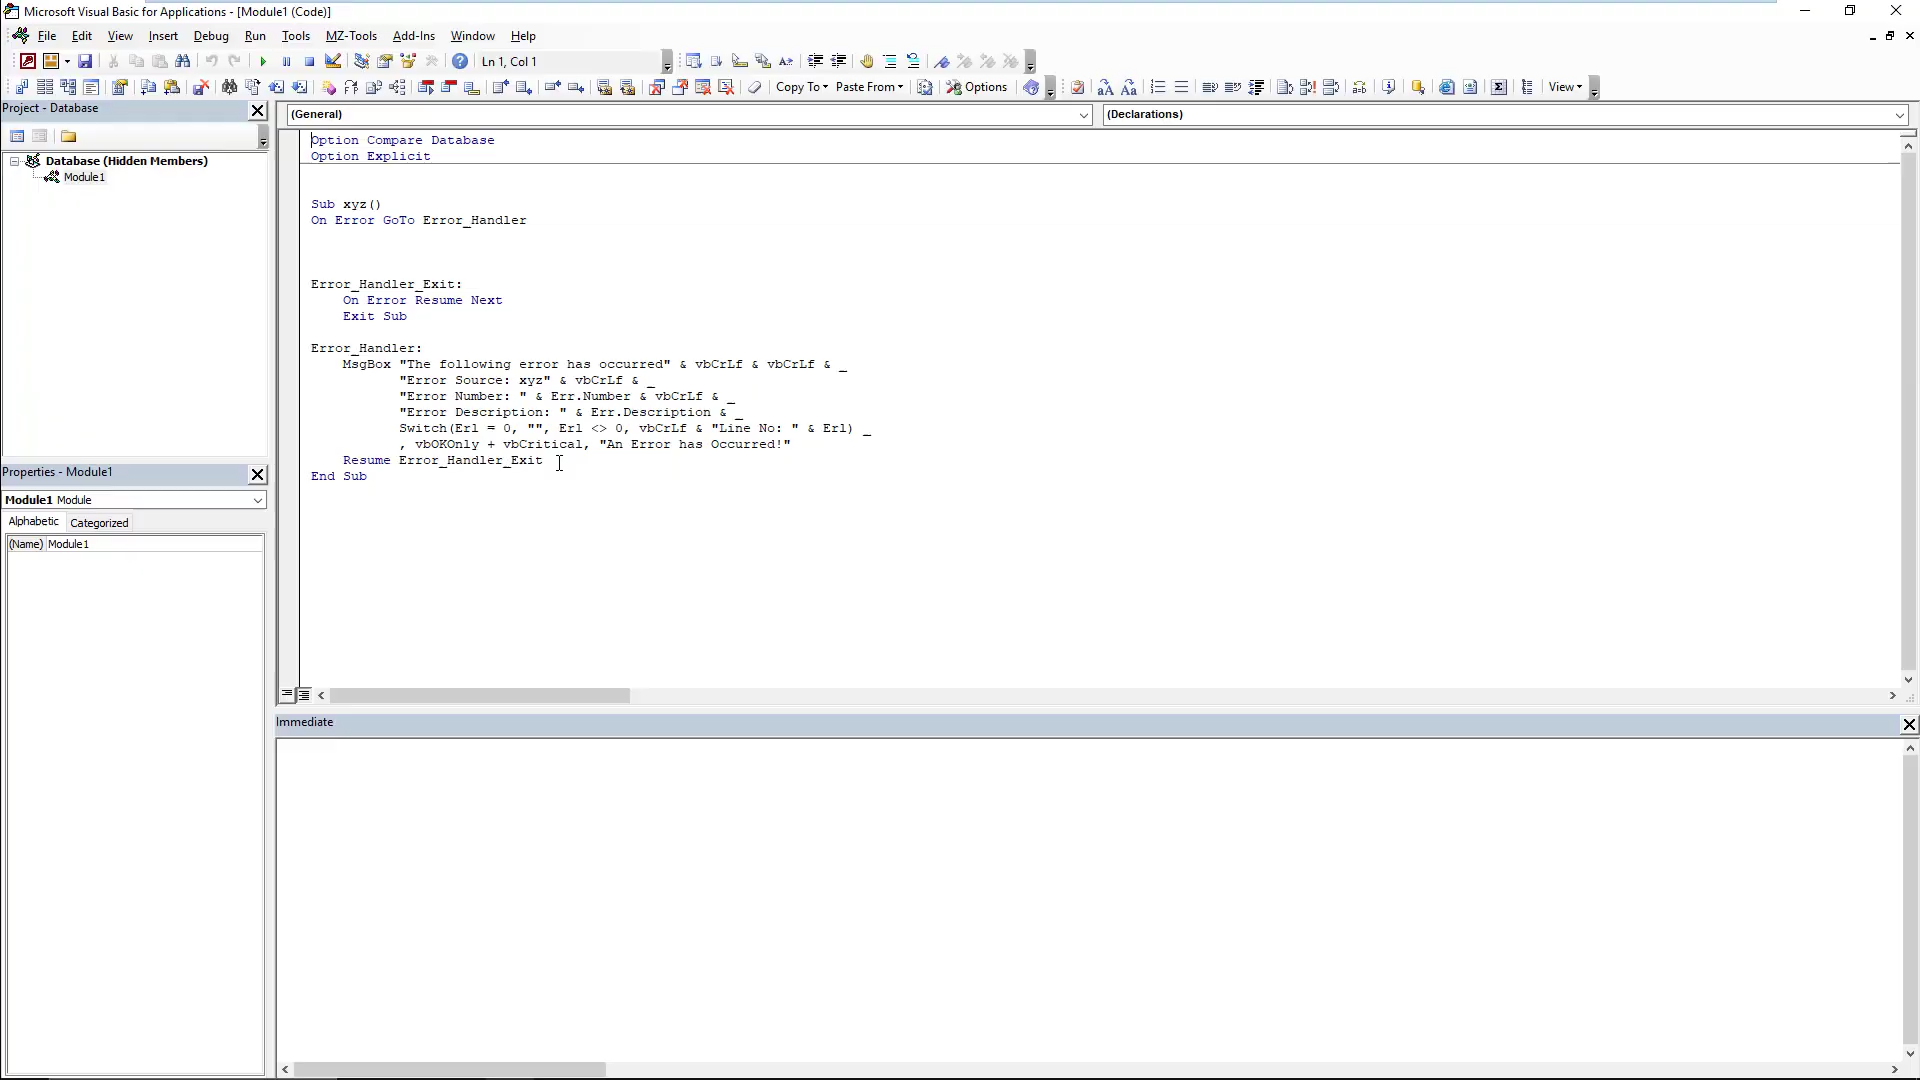 Microsoft Visual Basic for Applications - [Module1 (Code)]
File Edit View Insert Debug Run Tools MZ-Tools Add-Ins Window Help
Ln 1, Col 1
Copy To Paste From Options View
Project - Database
(General)
(Declarations)
Database (Hidden Members)
Module1
Option Compare Database
Option Explicit
Sub xyz()
On Error GoTo Error_Handler
Error_Handler_Exit:
On Error Resume Next
Exit Sub
Error_Handler:
MsgBox "The following error has occurred" & vbCrLf & vbCrLf & _
"Error Source: xyz" & vbCrLf & _
"Error Number: " & Err.Number & vbCrLf & _
"Error Description: " & Err.Description & _
Switch(Erl = 0, "", Erl <> 0, vbCrLf & "Line No: " & Erl) _
, vbOKOnly + vbCritical, "An Error has Occurred!"
Resume Error_Handler_Exit
End Sub
Properties - Module1
Module1 Module
Alphabetic Categorized
(Name) Module1
Immediate